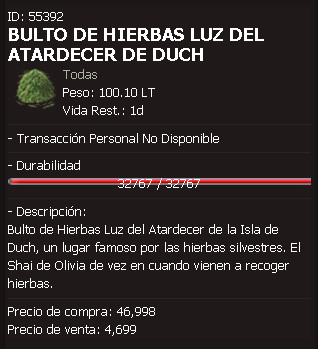 ID: 55392
BULTO DE HIERBAS LUZ DEL
ATARDECER DE DUCH
Todas
Peso: 100.10 LT
Vida Rest.: 1d
- Transacción Personal No Disponible
- Durabilidad
32767 / 32767
- Descripción:
Bulto de Hierbas Luz del Atardecer de la Isla de
Duch, un lugar famoso por las hierbas silvestres. El
Shai de Olivia de vez en cuando vienen a recoger
hierbas.
Precio de compra: 46,998
Precio de venta: 4,699